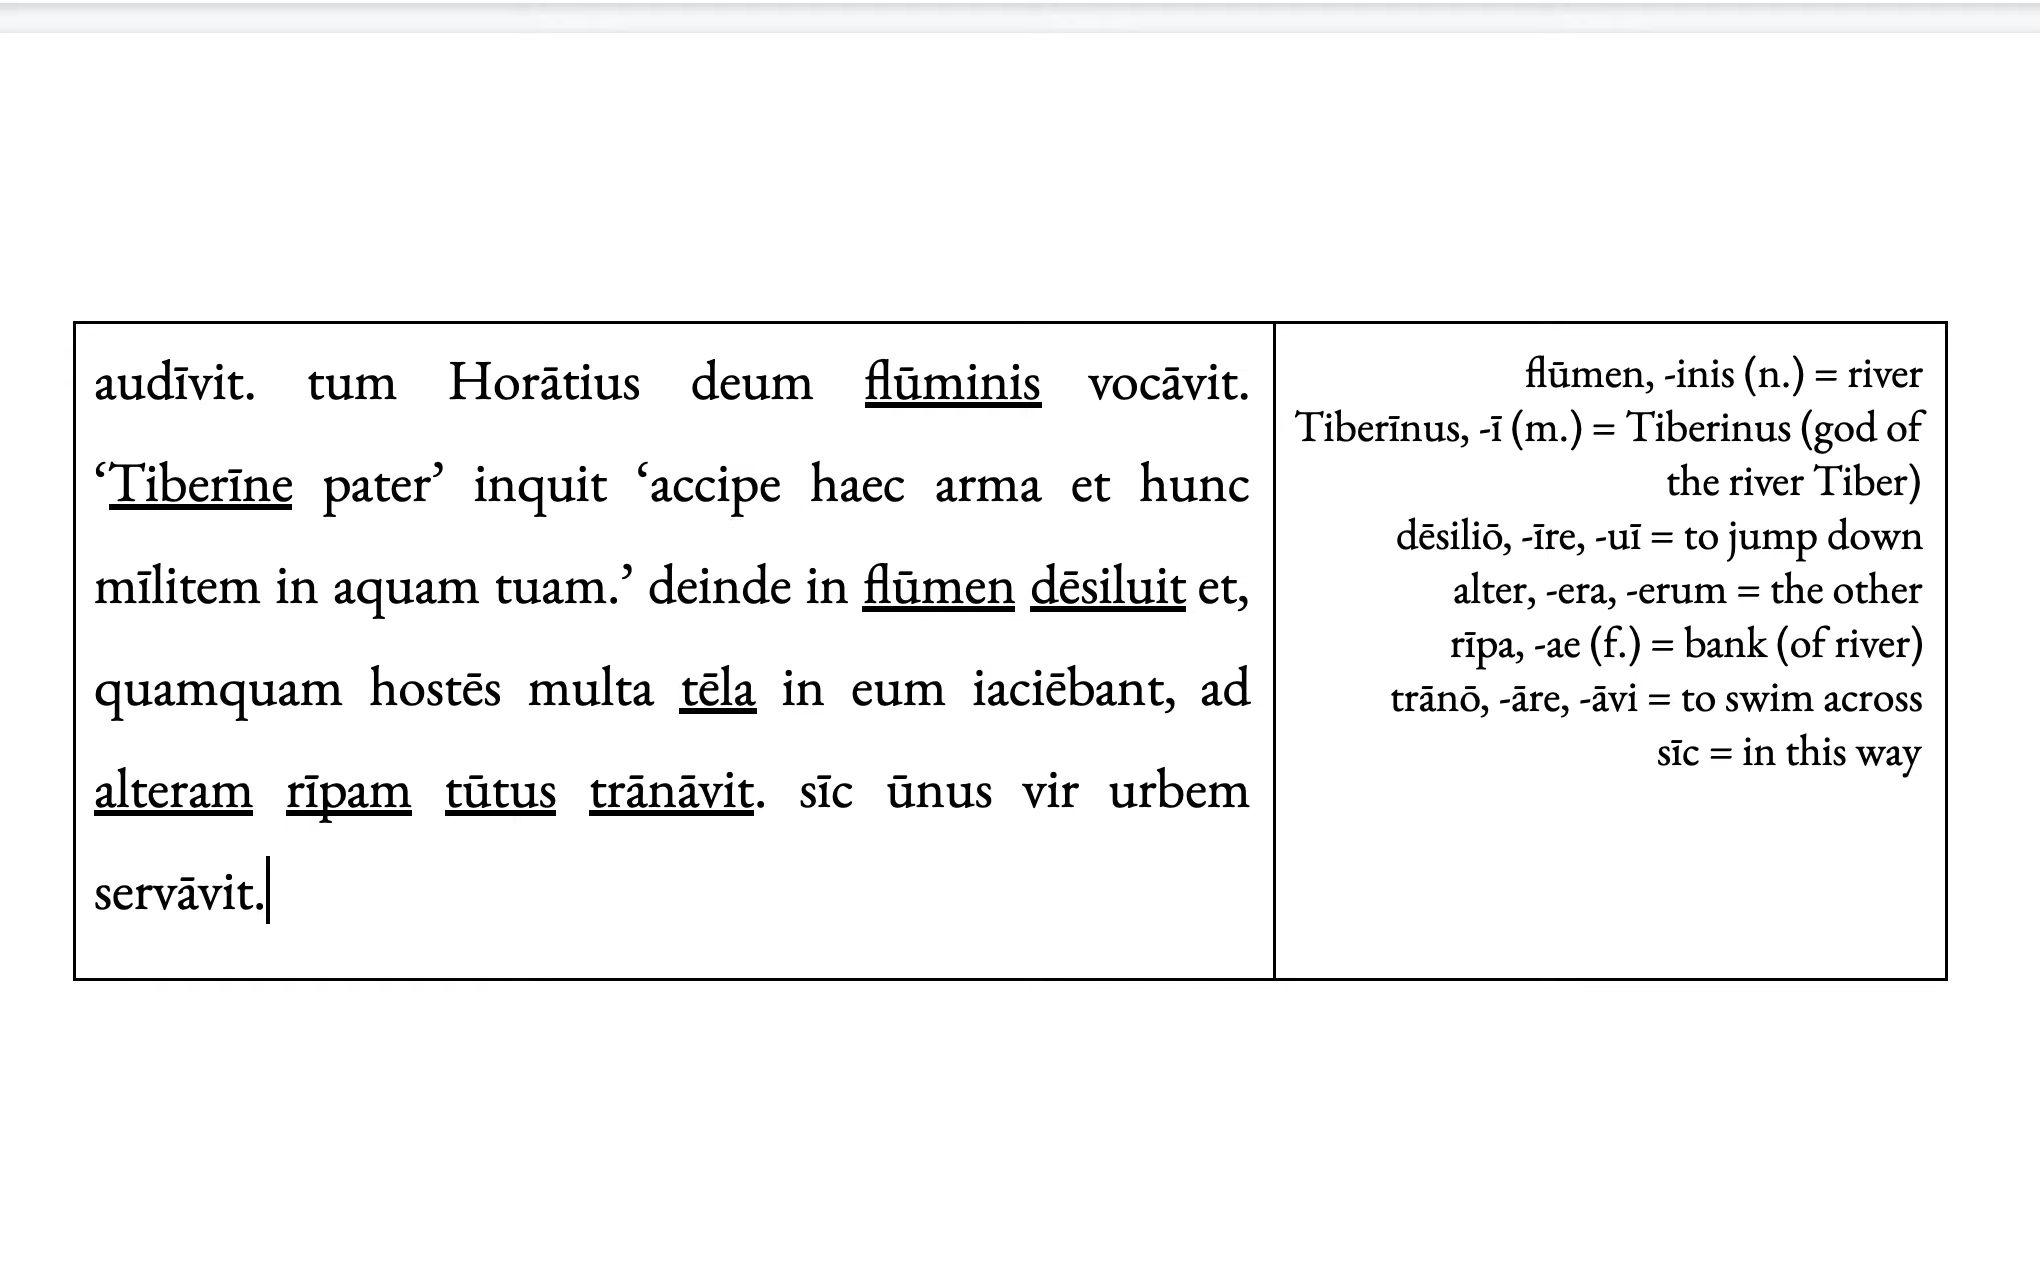 audīvit. tum Horātius deum flūminis vocāvit.
‘Tiberīne pater’ inquit ‘accipe haec arma et hunc
mīlitem in aquam tuam.’ deinde in flūmen dēsiluit et,
quamquam hostēs multa tēla in eum iaciēbant, ad
alteram rīpam tūtus trānāvit. sīc ūnus vir urbem
servāvit.
flūmen, -inis (n.) = river
Tiberīnus, -ī (m.) = Tiberinus (god of
the river Tiber)
dēsiliō, -īre, -uī = to jump down
alter, -era, -erum = the other
rīpa, -ae (f.) = bank (of river)
trānō, -āre, -āvi = to swim across
sīc = in this way